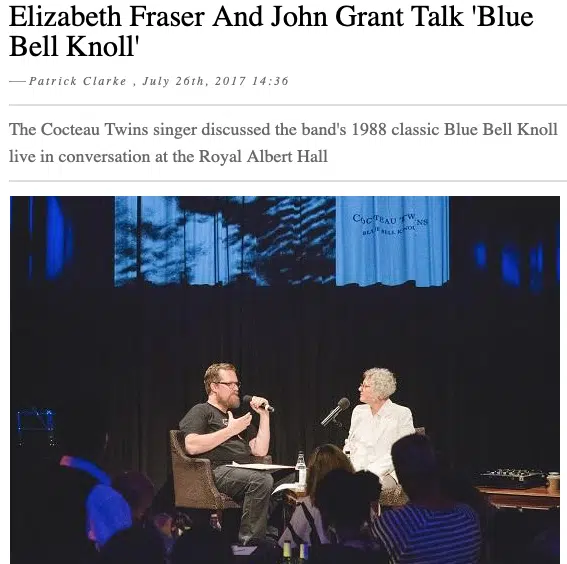 Elizabeth Fraser And John Grant Talk 'Blue
Bell Knoll'
— Patrick Clarke , July 26th, 2017 14:36
The Cocteau Twins singer discussed the band's 1988 classic Blue Bell Knoll
live in conversation at the Royal Albert Hall
COCTEAU TWINS
BLUE BELL KNOLL